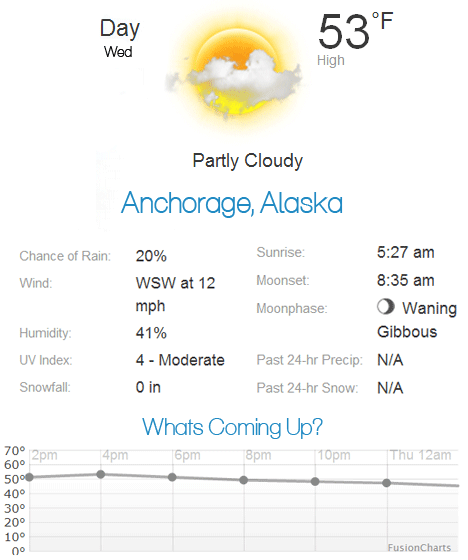 Day
Wed
53°F
High
Partly Cloudy
Anchorage, Alaska
Chance of Rain: 20%
Wind: WSW at 12
mph
Humidity: 41%
UV Index: 4 - Moderate
Snowfall: 0 in
Sunrise: 5:27 am
Moonset: 8:35 am
Moonphase: Waning
Gibbous
Past 24-hr Precip: N/A
Past 24-hr Snow: N/A
Whats Coming Up?
2pm 4pm 6pm 8pm 10pm Thu 12am
70°
60°
50°
40°
30°
20°
10°
0°
FusionCharts